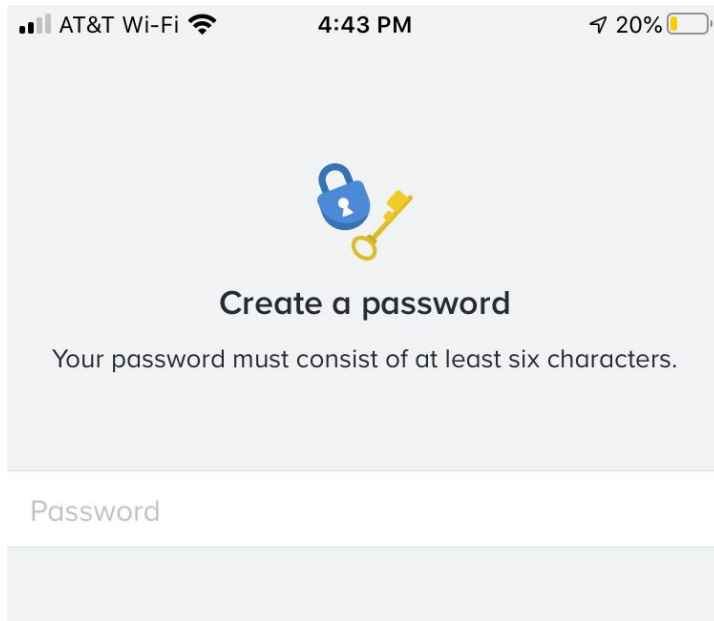 AT&T Wi-Fi 4:43 PM 20%
Create a password
Your password must consist of at least six characters.
Password